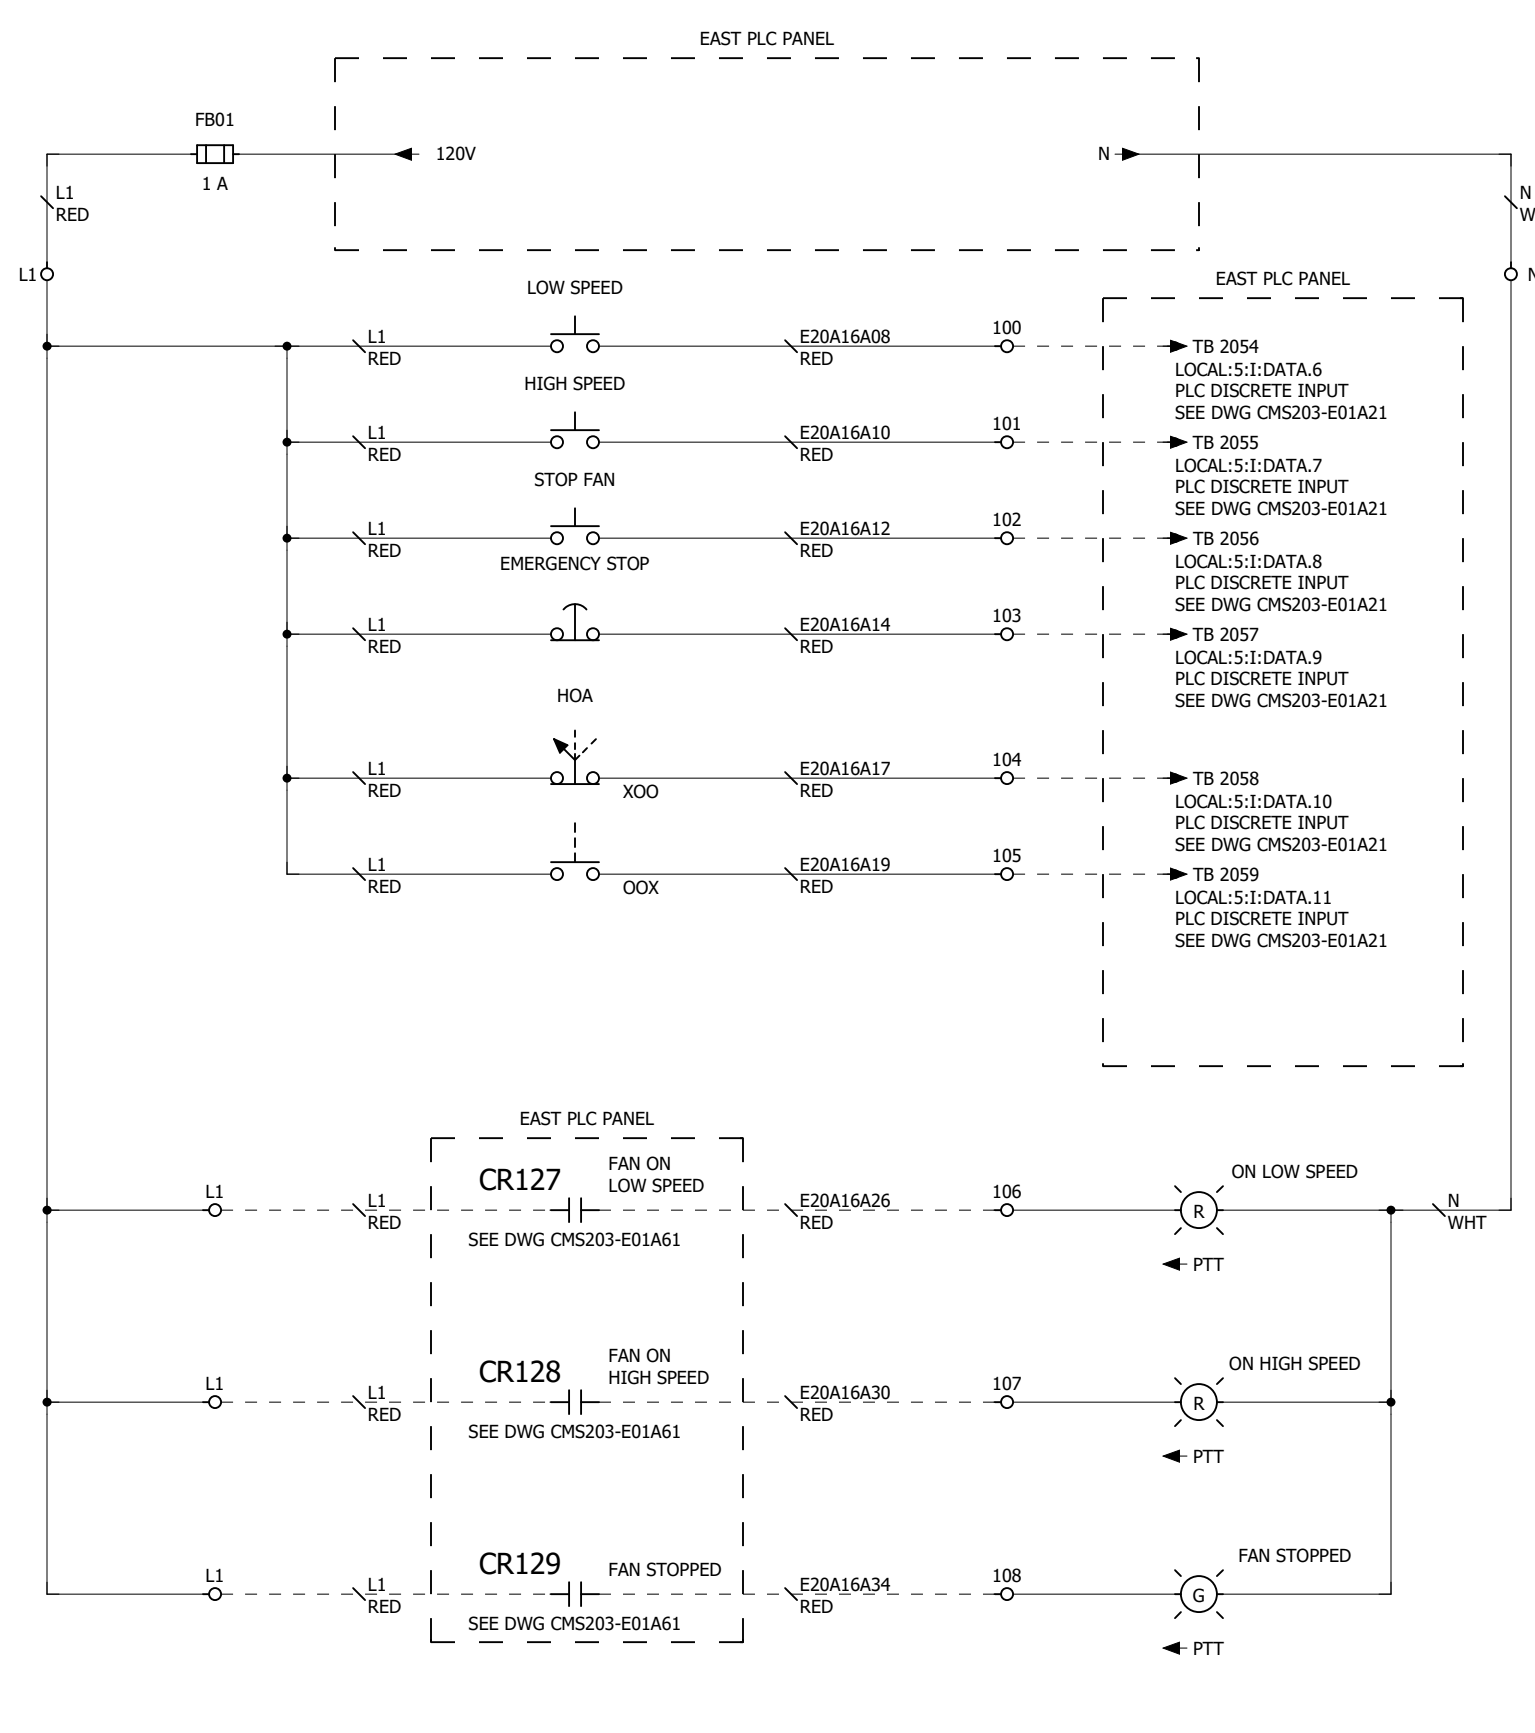 EAST PLC PANEL
FB01
120V
N
1 A
L1
RED
N
W
L1
N
EAST PLC PANEL
LOW SPEED
L1
RED
E20A16A08
RED
100
TB 2054
LOCAL:5:I:DATA.6
PLC DISCRETE INPUT
SEE DWG CMS203-E01A21
HIGH SPEED
L1
RED
E20A16A10
RED
101
TB 2055
LOCAL:5:I:DATA.7
PLC DISCRETE INPUT
SEE DWG CMS203-E01A21
STOP FAN
L1
RED
E20A16A12
RED
102
TB 2056
LOCAL:5:I:DATA.8
PLC DISCRETE INPUT
SEE DWG CMS203-E01A21
EMERGENCY STOP
L1
RED
E20A16A14
RED
103
TB 2057
LOCAL:5:I:DATA.9
PLC DISCRETE INPUT
SEE DWG CMS203-E01A21
HOA
L1
RED
XOO
E20A16A17
RED
104
TB 2058
LOCAL:5:I:DATA.10
PLC DISCRETE INPUT
SEE DWG CMS203-E01A21
L1
RED
OOX
E20A16A19
RED
105
TB 2059
LOCAL:5:I:DATA.11
PLC DISCRETE INPUT
SEE DWG CMS203-E01A21
EAST PLC PANEL
L1
L1
RED
CR127
FAN ON
LOW SPEED
SEE DWG CMS203-E01A61
E20A16A26
RED
106
ON LOW SPEED
R
PTT
N
WHT
L1
L1
RED
CR128
FAN ON
HIGH SPEED
SEE DWG CMS203-E01A61
E20A16A30
RED
107
ON HIGH SPEED
R
PTT
L1
L1
RED
CR129
FAN STOPPED
SEE DWG CMS203-E01A61
E20A16A34
RED
108
FAN STOPPED
G
PTT